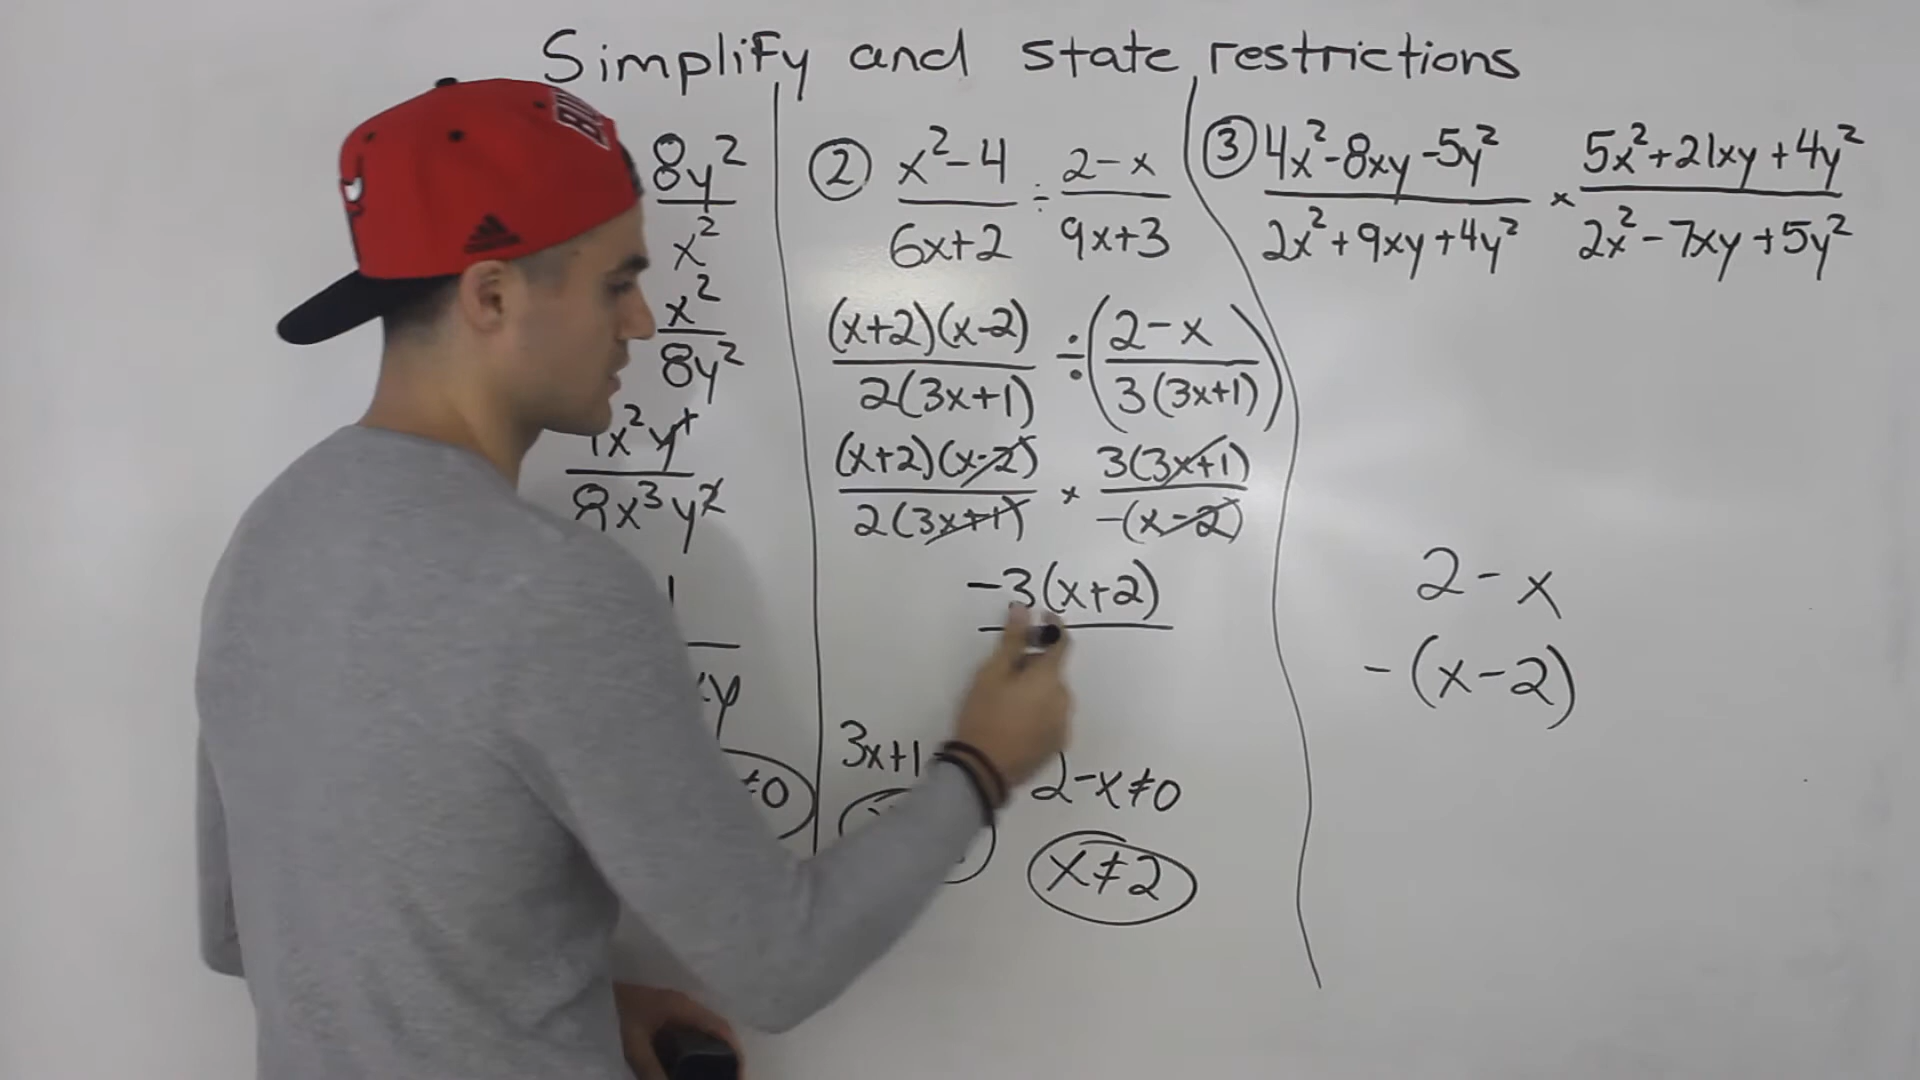 Simplify and state restrictions
8y²
x²
x²
8y²
x²y⁴
8x³y²
1
xy
≠0
② x²-4 / 6x+2 ÷ 2-x / 9x+3
(x+2)(x-2) / 2(3x+1) ÷ (2-x / 3(3x+1))
(x+2)(x-2) / 2(3x+1) × 3(3x+1) / -(x-2)
-3(x+2)
3x+1
2-x≠0
x≠2
③ 4x²-8xy-5y² / 2x²+9xy+4y² × 5x²+21xy+4y² / 2x²-7xy+5y²
2-x
-(x-2)